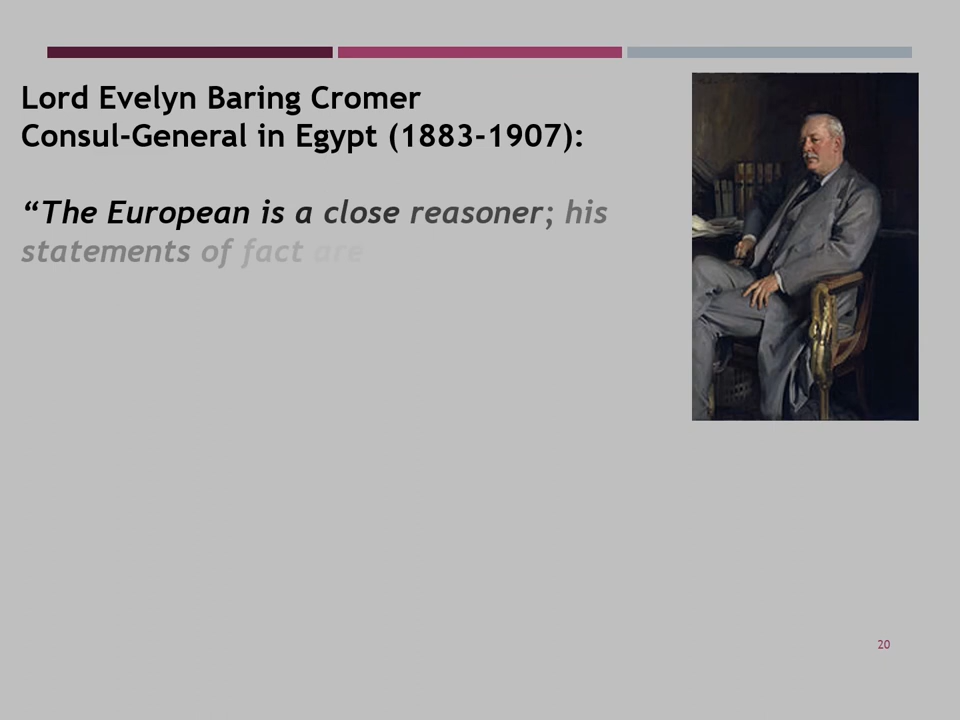 Lord Evelyn Baring Cromer
Consul-General in Egypt (1883-1907):
“The European is a close reasoner; his
statements of fact are
20